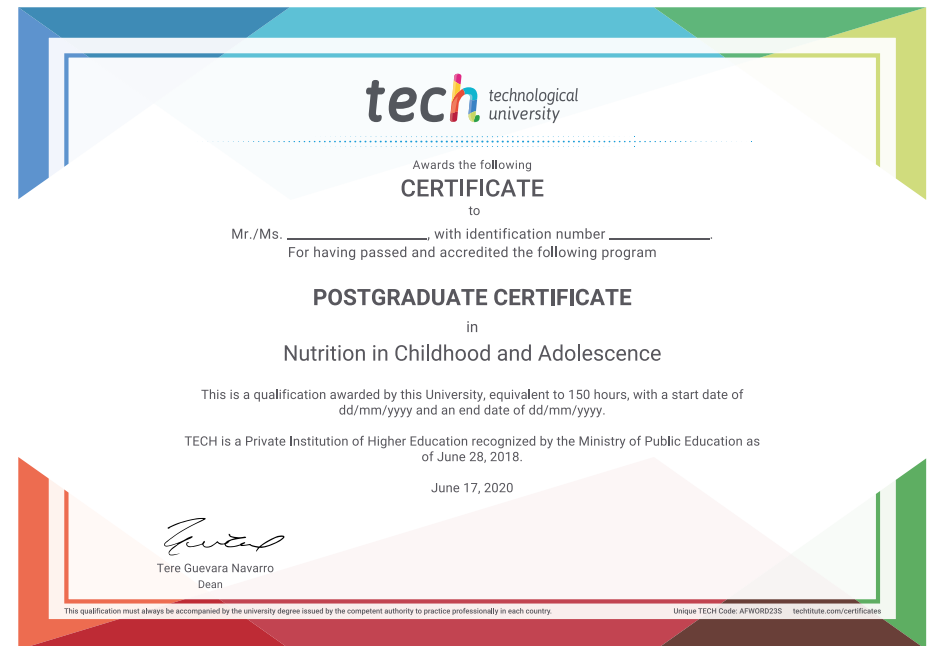 tech technological
university
Awards the following
CERTIFICATE
to
Mr./Ms. ____________________, with identification number ______________.
For having passed and accredited the following program
POSTGRADUATE CERTIFICATE
in
Nutrition in Childhood and Adolescence
This is a qualification awarded by this University, equivalent to 150 hours, with a start date of
dd/mm/yyyy and an end date of dd/mm/yyyy.
TECH is a Private Institution of Higher Education recognized by the Ministry of Public Education as
of June 28, 2018.
June 17, 2020
Tere Guevara Navarro
Dean
This qualification must always be accompanied by the university degree issued by the competent authority to practice professionally in each country.
Unique TECH Code: AFWORD23S techtitute.com/certificates